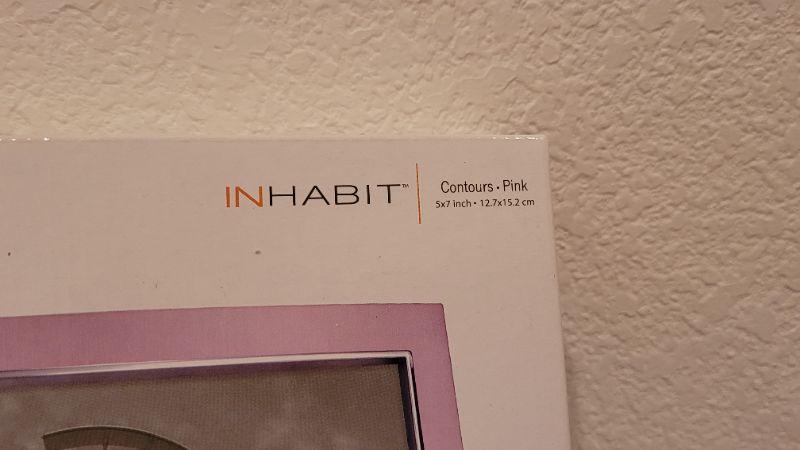 INHABIT™
Contours • Pink
5x7 inch • 12.7x15.2 cm